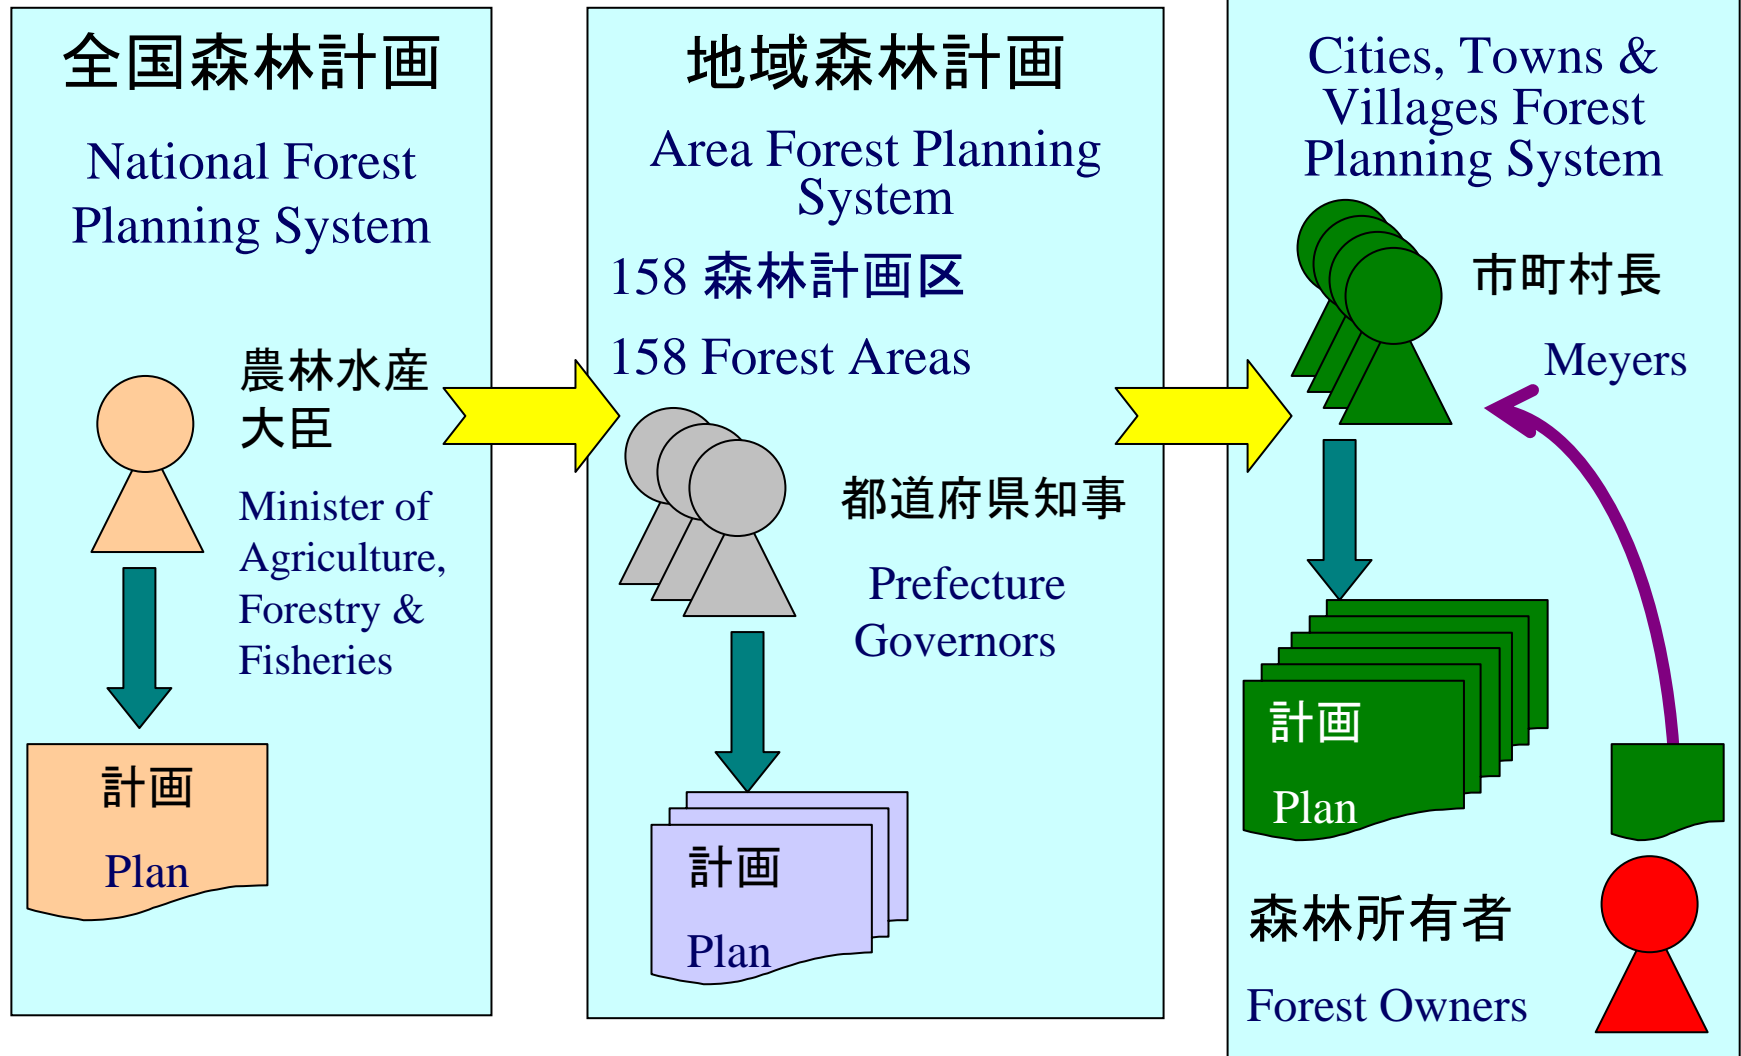 全国森林計画
National Forest
Planning System
農林水産
大臣
Minister of
Agriculture,
Forestry &
Fisheries
計画
Plan
地域森林計画
Area Forest Planning
System
158 森林計画区
158 Forest Areas
都道府県知事
Prefecture
Governors
計画
Plan
Cities, Towns &
Villages Forest
Planning System
市町村長
Meyers
計画
Plan
森林所有者
Forest Owners